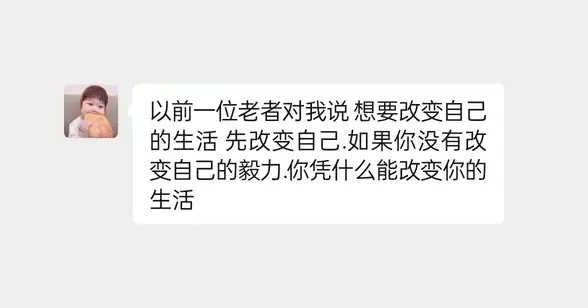 以前一位老者对我说 想要改变自己
的生活 先改变自己.如果你没有改
变自己的毅力.你凭什么能改变你的
生活